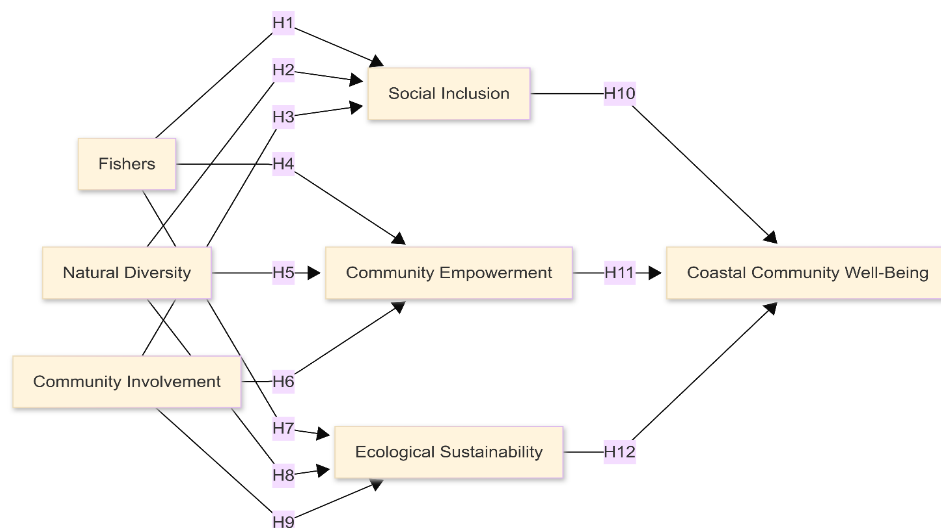 H1
H2
Social Inclusion
H10
H3
Fishers
H4
Natural Diversity
H5
Community Empowerment
H11
Coastal Community Well-Being
Community Involvement
H6
H7
Ecological Sustainability
H12
H8
H9